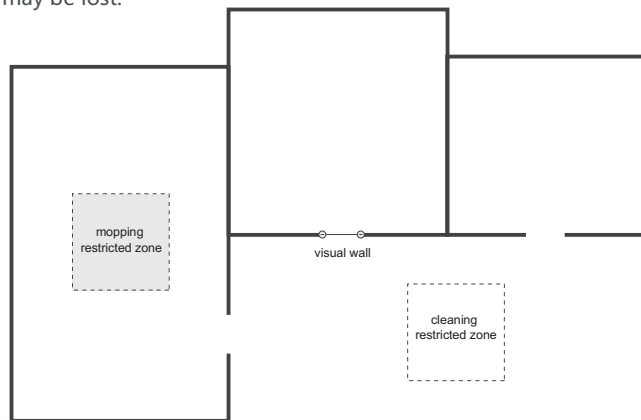 may be lost.
mopping
restricted zone
visual wall
cleaning
restricted zone